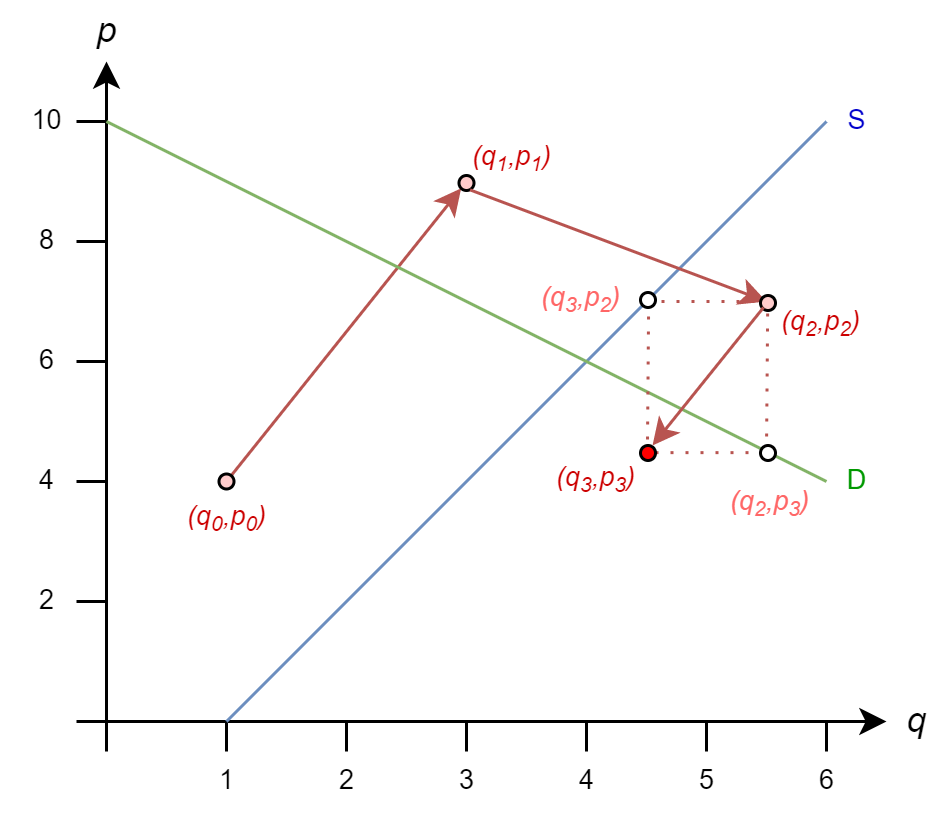 p
10
S
(q1,p1)
8
(q3,p2)
(q2,p2)
6
4
D
(q3,p3)
(q2,p3)
(q0,p0)
2
q
1 2 3 4 5 6